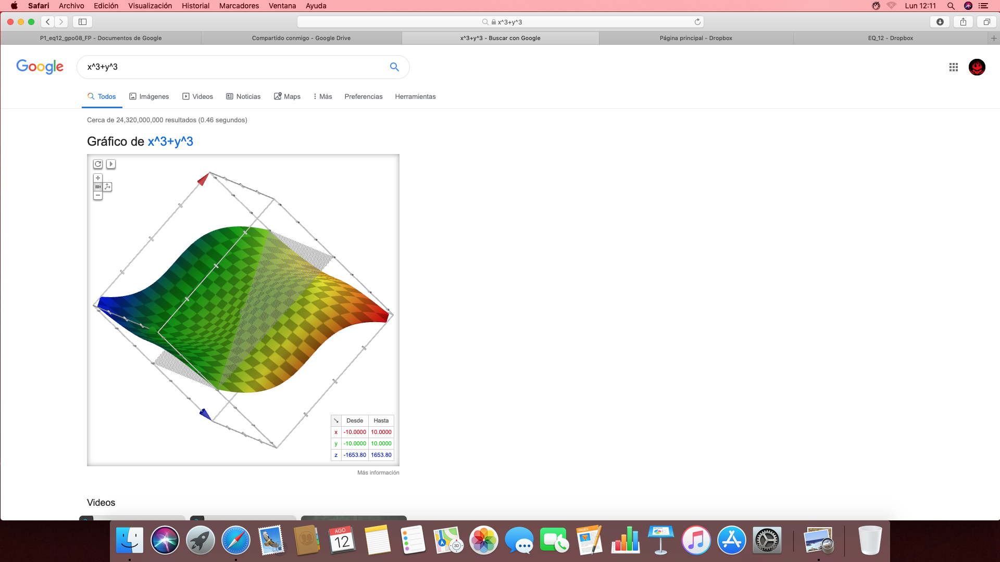 Safari Archivo Edición Visualización Historial Marcadores Ventana Ayuda Lun 12:11
x^3+y^3
P1_eq12_gpo08_FP - Documentos de Google Compartido conmigo - Google Drive x^3+y^3 - Buscar con Google Página principal - Dropbox EQ_12 - Dropbox
Google x^3+y^3
Todos Imágenes Videos Noticias Maps Más Preferencias Herramientas
Cerca de 24,320,000,000 resultados (0.46 segundos)
Gráfico de x^3+y^3
Desde Hasta
x -10.0000 10.0000
y -10.0000 10.0000
z -1653.80 1653.80
Más información
Videos
AGO
12
PAGES
3D